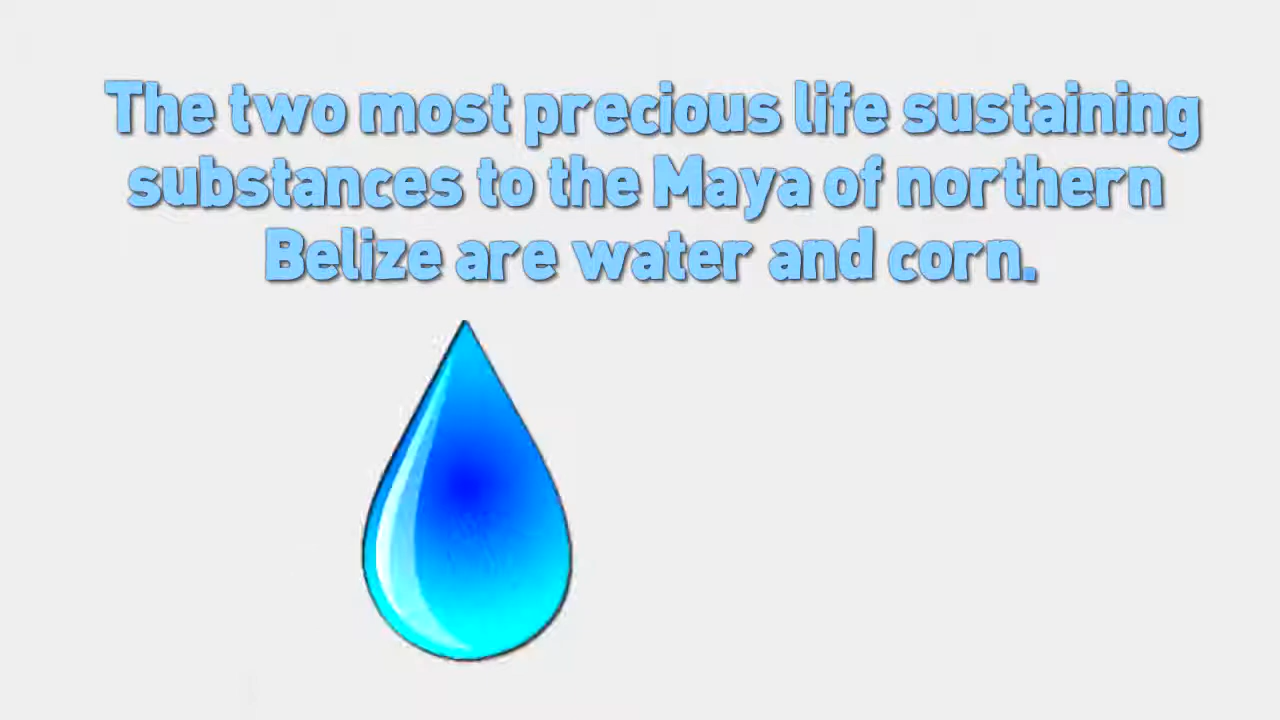 The two most precious life sustaining
substances to the Maya of northern
Belize are water and corn.